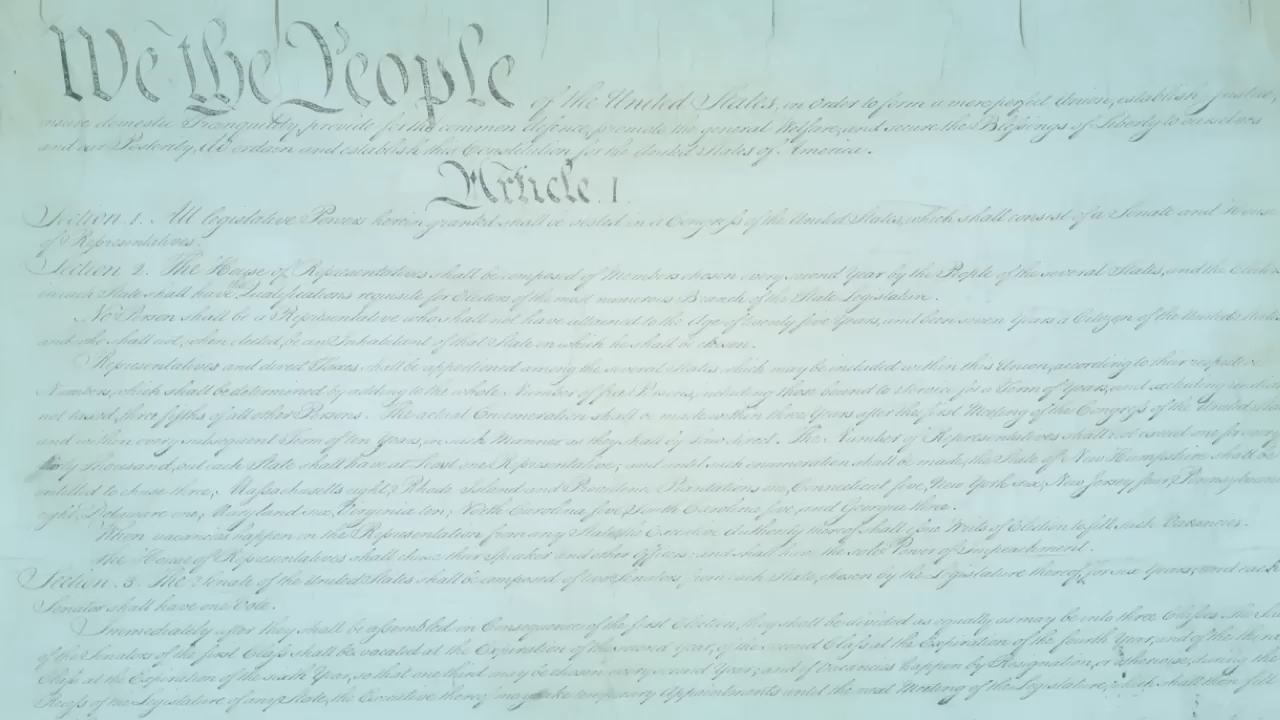 We the People of the United States, in Order to form a more perfect Union, establish Justice,
insure domestic Tranquility, provide for the common defence, promote the general Welfare, and secure the Blessings of Liberty to ourselves
and our Posterity, do ordain and establish this Constitution for the United States of America.
Article. I.
Section 1. All legislative Powers herein granted shall be vested in a Congress of the United States, which shall consist of a Senate and House
of Representatives.
Section 2. The House of Representatives shall be composed of Members chosen every second Year by the People of the several States, and the Electors
in each State shall have the Qualifications requisite for Electors of the most numerous Branch of the State Legislature.
No Person shall be a Representative who shall not have attained to the Age of twenty five Years, and been seven Years a Citizen of the United States,
and who shall not, when elected, be an Inhabitant of that State in which he shall be chosen.
Representatives and direct Taxes shall be apportioned among the several States which may be included within this Union, according to their respective
Numbers, which shall be determined by adding to the whole Number of free Persons, including those bound to Service for a Term of Years, and excluding Indians
not taxed, three fifths of all other Persons. The actual Enumeration shall be made within three Years after the first Meeting of the Congress of the United States,
and within every subsequent Term of ten Years, in such Manner as they shall by Law direct. The Number of Representatives shall not exceed one for every
thirty Thousand, but each State shall have at Least one Representative; and until such enumeration shall be made, the State of New Hampshire shall be
entitled to chuse three, Massachusetts eight, Rhode Island and Providence Plantations one, Connecticut five, New York six, New Jersey four, Pennsylvania
eight, Delaware one, Maryland six, Virginia ten, North Carolina five, South Carolina five, and Georgia three.
When vacancies happen in the Representation from any State, the Executive Authority thereof shall issue Writs of Election to fill such Vacancies.
The House of Representatives shall chuse their Speaker and other Officers; and shall have the sole Power of Impeachment.
Section. 3. The Senate of the United States shall be composed of two Senators from each State, chosen by the Legislature thereof, for six Years; and each
Senator shall have one Vote.
Immediately after they shall be assembled in Consequence of the first Election, they shall be divided as equally as may be into three Classes. The Seats
of the Senators of the first Class shall be vacated at the Expiration of the second Year, of the second Class at the Expiration of the fourth Year, and of the third
Class at the Expiration of the sixth Year, so that one third may be chosen every second Year; and if Vacancies happen by Resignation, or otherwise, during the
Recess of the Legislature of any State, the Executive thereof may make temporary Appointments until the next Meeting of the Legislature, which shall then fill